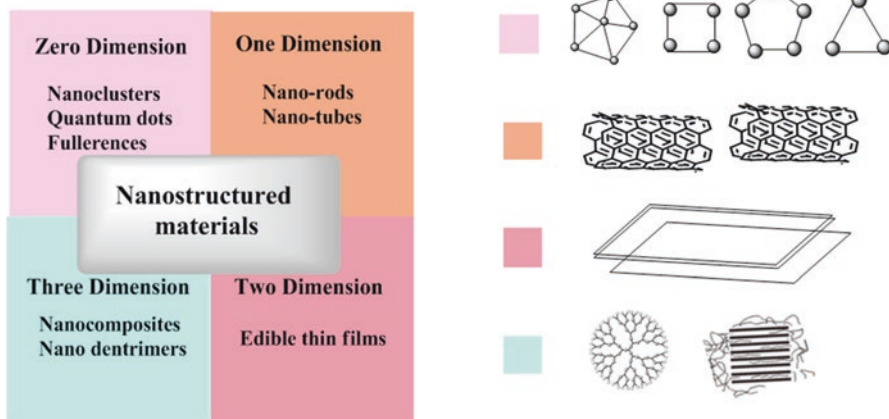 Zero Dimension
Nanoclusters
Quantum dots
Fullerences
One Dimension
Nano-rods
Nano-tubes
Nanostructured
materials
Three Dimension
Nanocomposites
Nano dentrimers
Two Dimension
Edible thin films